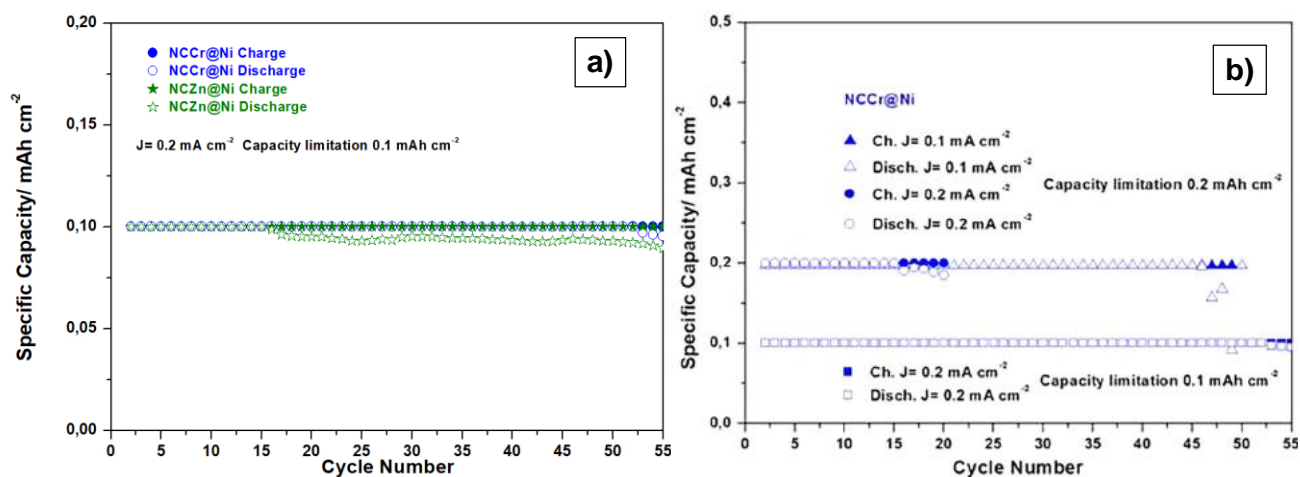 a)
NCCr@Ni Charge
NCCr@Ni Discharge
NCZn@Ni Charge
NCZn@Ni Discharge
J= 0.2 mA cm⁻² Capacity limitation 0.1 mAh cm⁻²
Specific Capacity/ mAh cm⁻²
0,20
0,15
0,10
0,05
0,00
0 5 10 15 20 25 30 35 40 45 50 55
Cycle Number
b)
NCCr@Ni
Ch. J= 0.1 mA cm⁻²
Disch. J= 0.1 mA cm⁻²
Ch. J= 0.2 mA cm⁻²
Disch. J= 0.2 mA cm⁻²
Capacity limitation 0.2 mAh cm⁻²
Ch. J= 0.2 mA cm⁻²
Disch. J= 0.2 mA cm⁻²
Capacity limitation 0.1 mAh cm⁻²
Specific Capacity/ mAh cm⁻²
0,5
0,4
0,3
0,2
0,1
0,0
0 5 10 15 20 25 30 35 40 45 50 55
Cycle Number